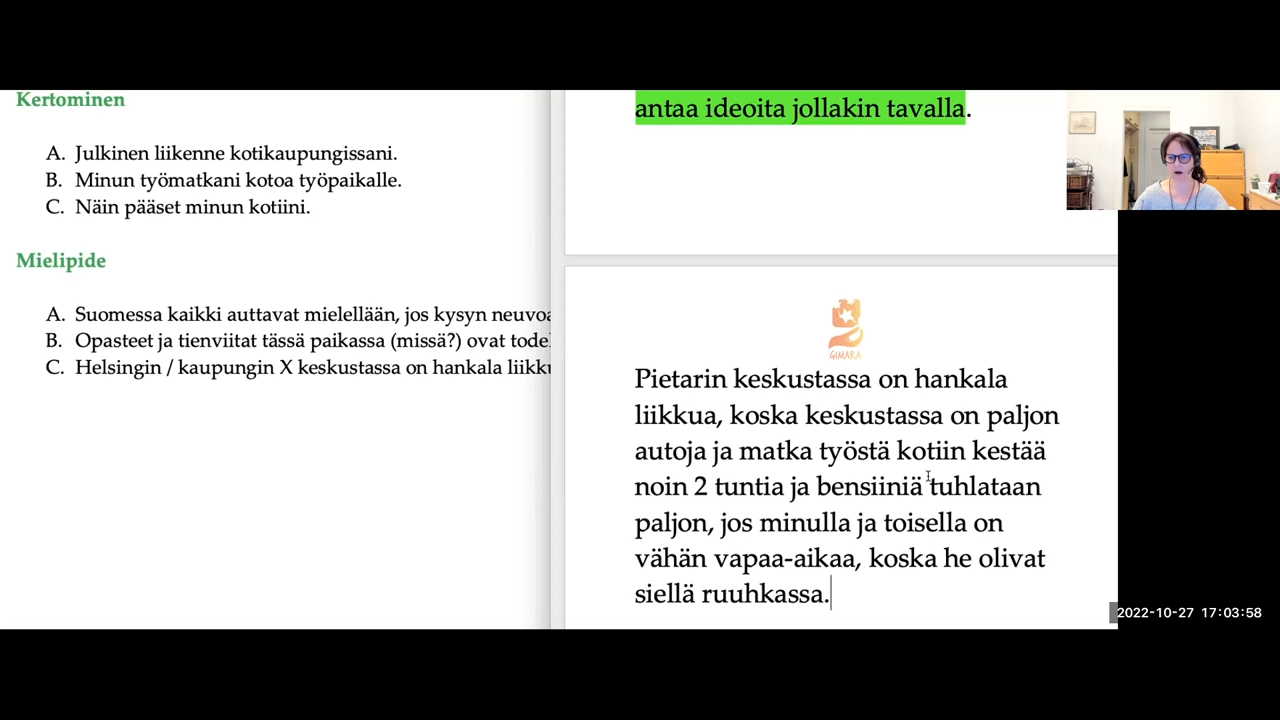 Kertominen
A. Julkinen liikenne kotikaupungissani.
B. Minun työmatkani kotoa työpaikalle.
C. Näin pääset minun kotiini.
Mielipide
A. Suomessa kaikki auttavat mielellään, jos kysyn neuvoa
B. Opasteet ja tienviitat tässä paikassa (missä?) ovat
C. Helsingin / kaupungin X keskustassa on hankala
antaa ideoita jollakin tavalla.
GIMARA
Pietarin keskustassa on hankala
liikkua, koska keskustassa on paljon
autoja ja matka työstä kotiin kestää
noin 2 tuntia ja bensiiniä tuhlataan
paljon, jos minulla ja toisella on
vähän vapaa-aikaa, koska he olivat
siellä ruuhkassa.
2022-10-27 17:03:58